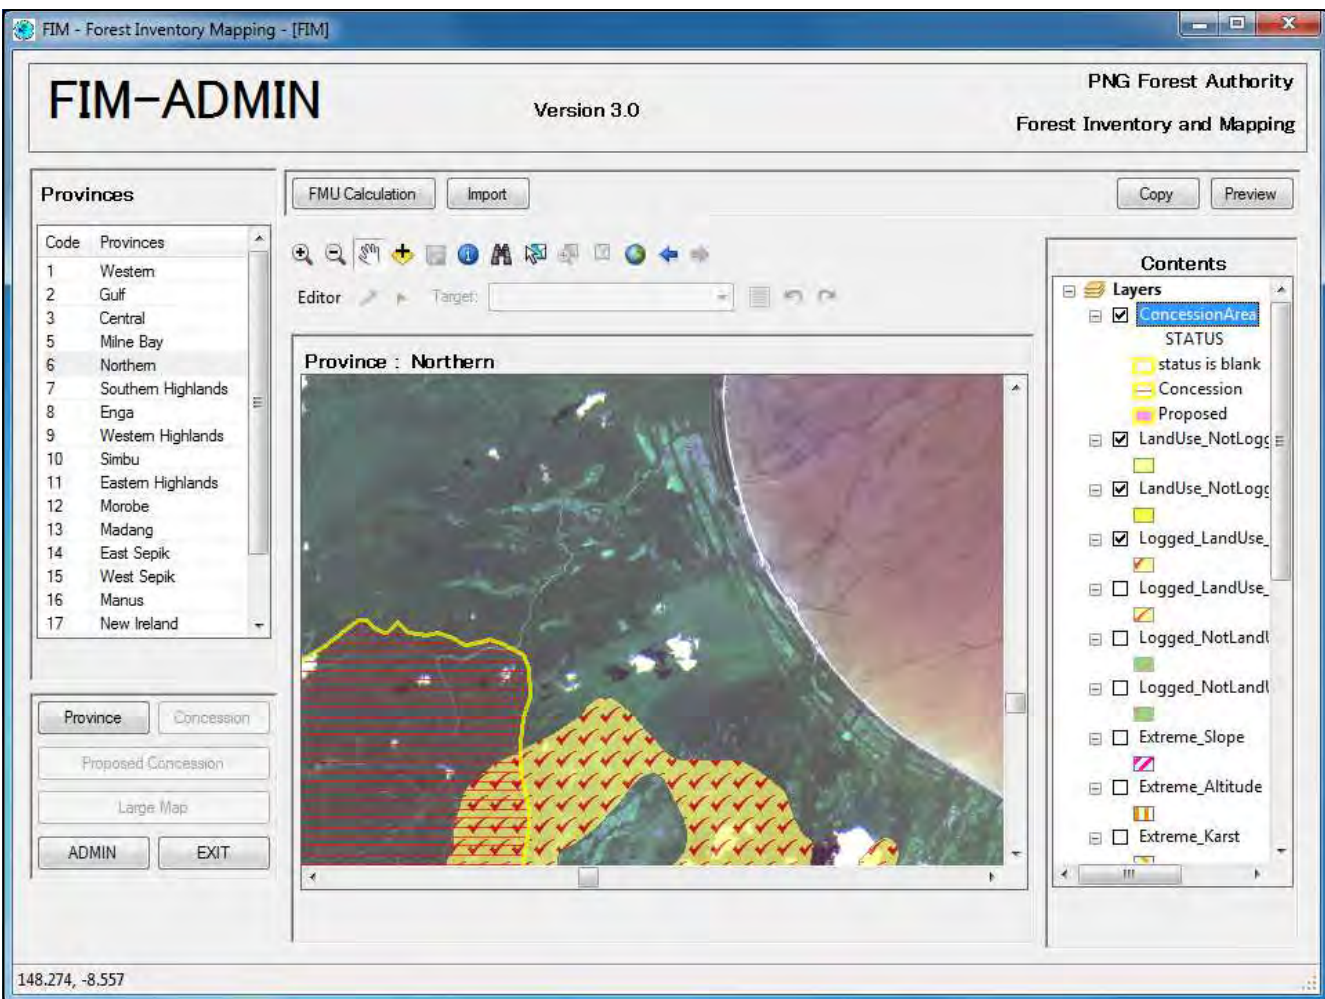 FIM - Forest Inventory Mapping - [FIM]
FIM-ADMIN
Version 3.0
PNG Forest Authority
Forest Inventory and Mapping
Provinces
Code Provinces
1 Western
2 Gulf
3 Central
5 Milne Bay
6 Northern
7 Southern Highlands
8 Enga
9 Western Highlands
10 Simbu
11 Eastern Highlands
12 Morobe
13 Madang
14 East Sepik
15 West Sepik
16 Manus
17 New Ireland
Province Concession
Proposed Concession
Large Map
ADMIN EXIT
FMU Calculation Import Copy Preview
Editor Target:
Province : Northern
Contents
Layers
ConcessionArea
STATUS
status is blank
Concession
Proposed
LandUse_NotLogg
LandUse_NotLogg
Logged_LandUse_
Logged_LandUse_
Logged_NotLandU
Logged_NotLandU
Extreme_Slope
Extreme_Altitude
Extreme_Karst
148.274, -8.557